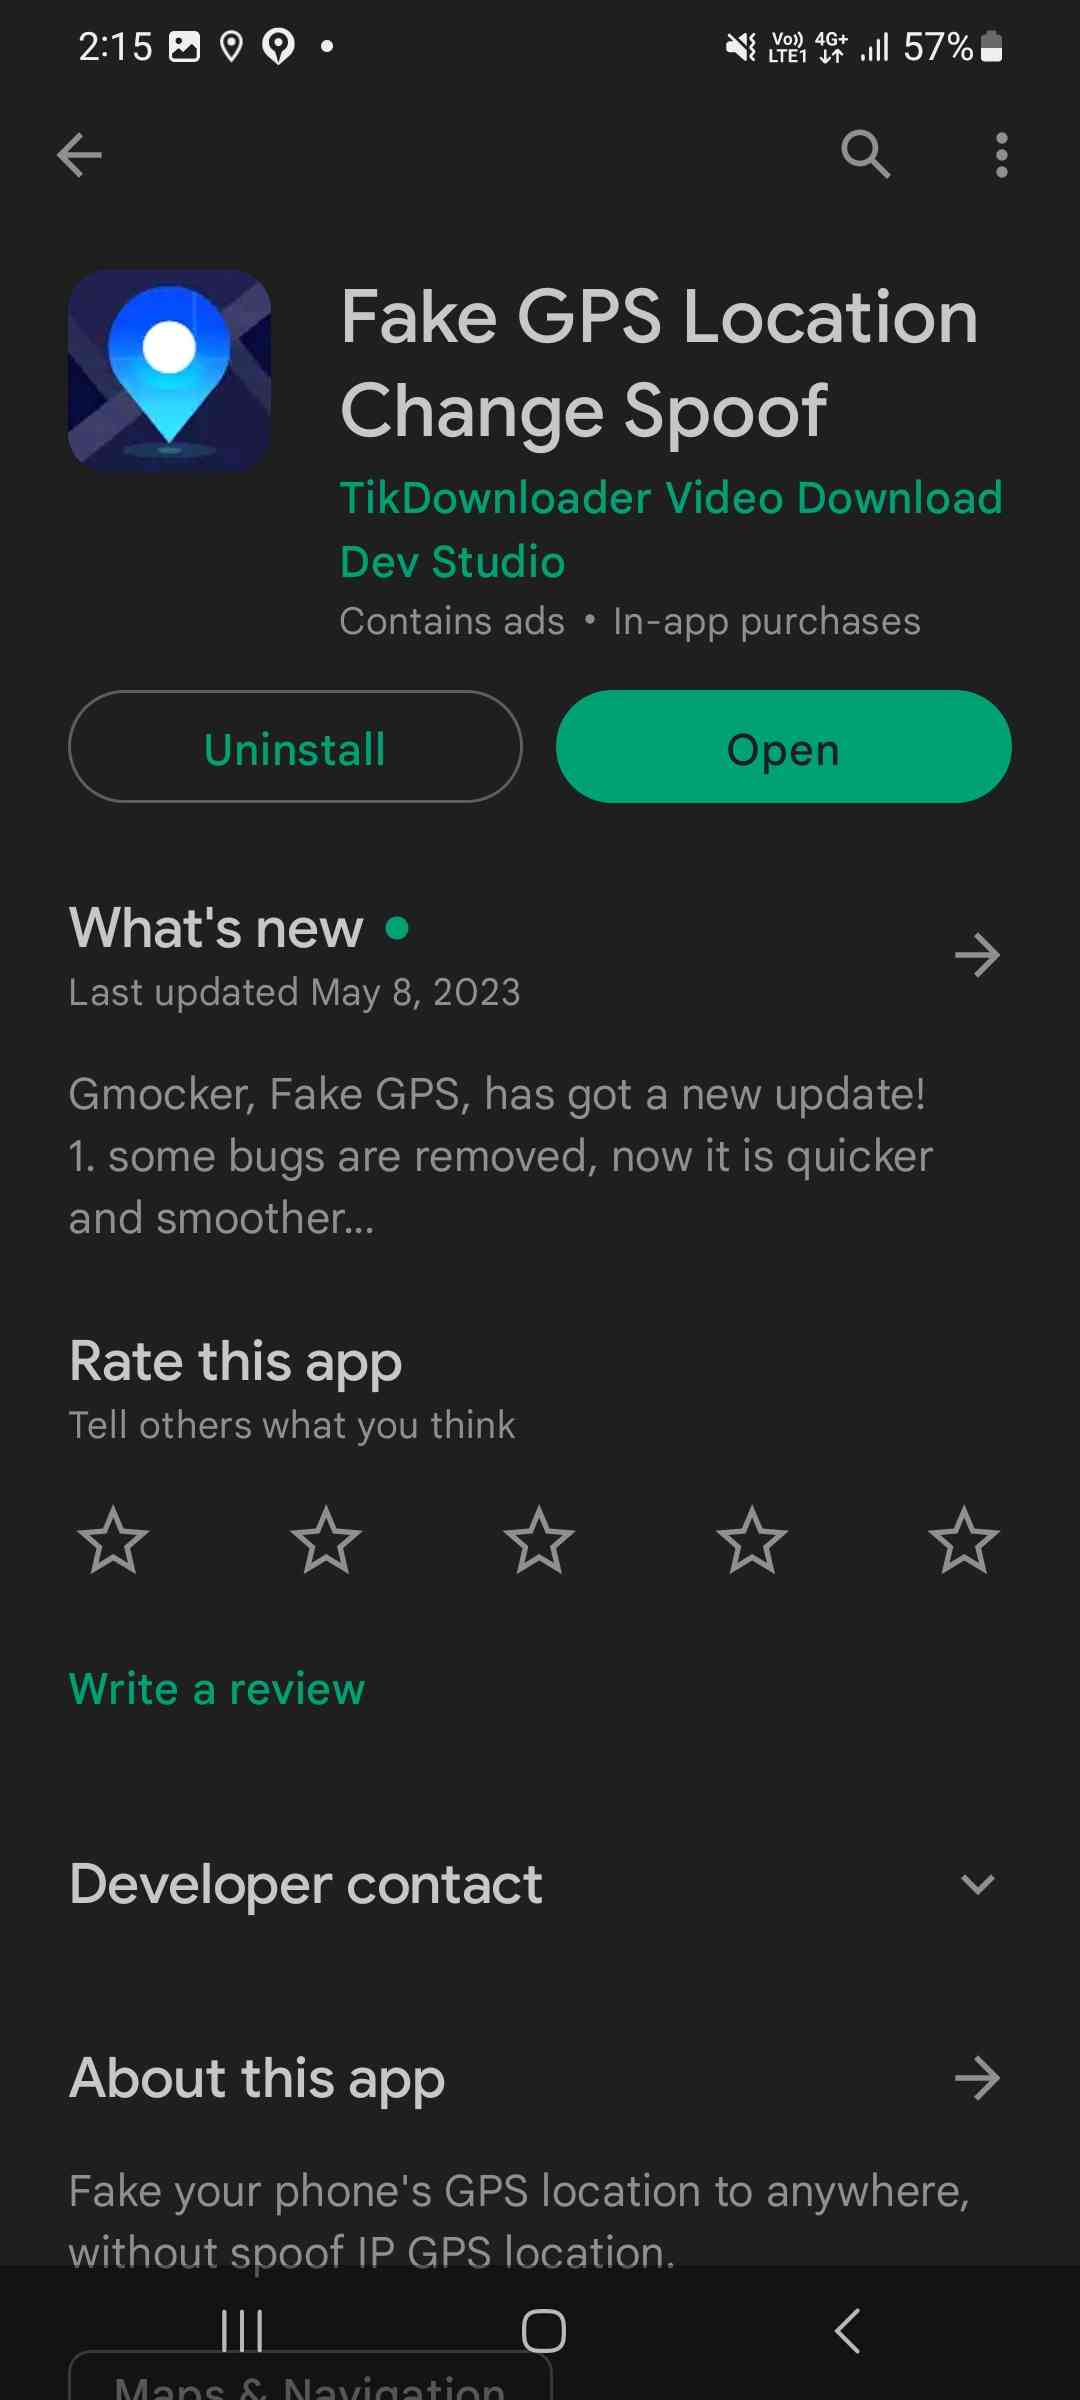 2:15
Vo)) LTE1 4G+ 57%
Fake GPS Location
Change Spoof
TikDownloader Video Download
Dev Studio
Contains ads • In-app purchases
Uninstall
Open
What's new
Last updated May 8, 2023
Gmocker, Fake GPS, has got a new update!
1. some bugs are removed, now it is quicker
and smoother...
Rate this app
Tell others what you think
Write a review
Developer contact
About this app
Fake your phone's GPS location to anywhere,
without spoof IP GPS location.
Maps & Navigation